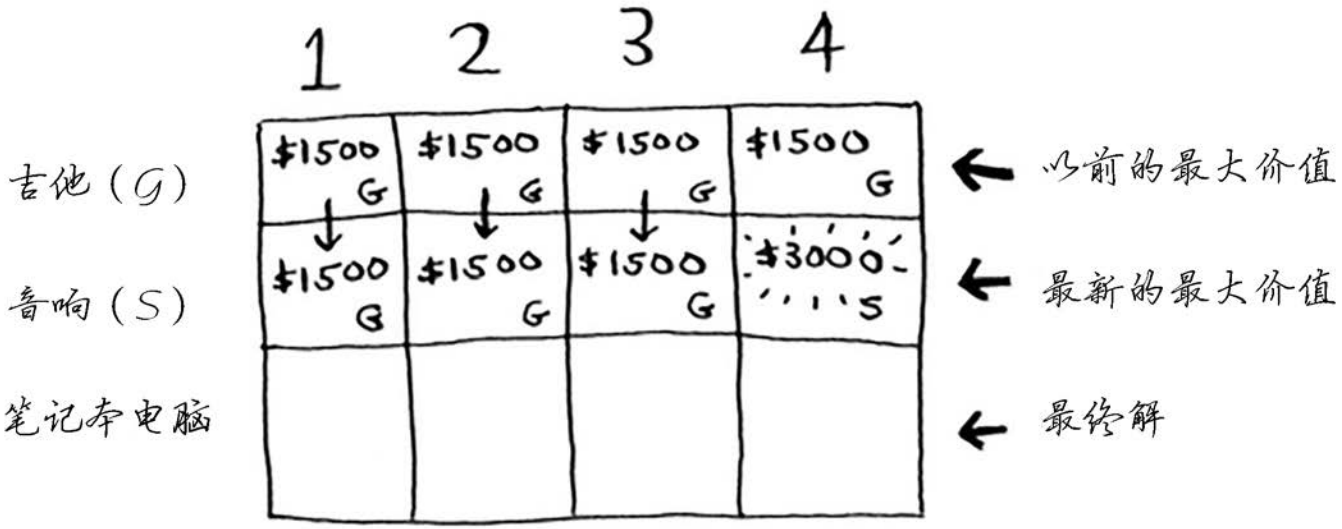 1 2 3 4
吉他(G) $1500 G $1500 G $1500 G $1500 G ← 以前的最大价值
音响(S) $1500 G $1500 G $1500 G $3000 S ← 最新的最大价值
笔记本电脑 ← 最终解